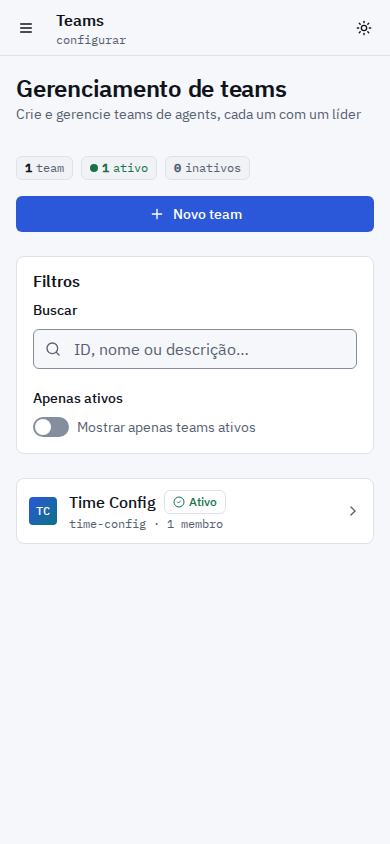 Teams
configurar
Gerenciamento de teams
Crie e gerencie teams de agents, cada um com um líder
1 team
1 ativo
0 inativos
Novo team
Filtros
Buscar
ID, nome ou descrição...
Apenas ativos
Mostrar apenas teams ativos
TC
Time Config
Ativo
time-config · 1 membro